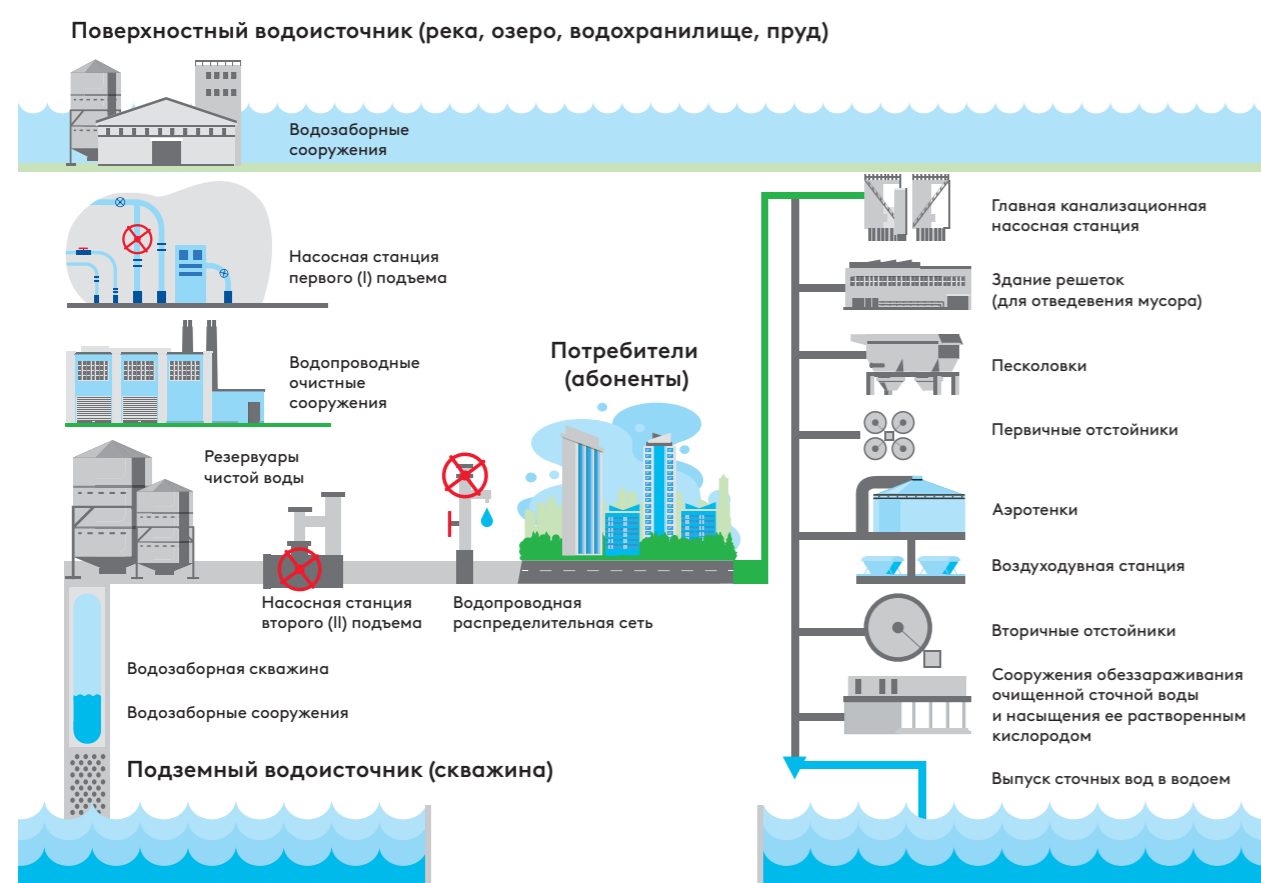 Поверхностный водоисточник (река, озеро, водохранилище, пруд)
Водозаборные
сооружения
Насосная станция
первого (I) подъема
Водопроводные
очистные
сооружения
Резервуары
чистой воды
Насосная станция
второго (II) подъема
Водопроводная
распределительная сеть
Потребители
(абоненты)
Водозаборная скважина
Водозаборные сооружения
Подземный водоисточник (скважина)
Главная канализационная
насосная станция
Здание решеток
(для отведевения мусора)
Песколовки
Первичные отстойники
Аэротенки
Воздуходувная станция
Вторичные отстойники
Сооружения обеззараживания
очищенной сточной воды
и насыщения ее растворенным
кислородом
Выпуск сточных вод в водоем